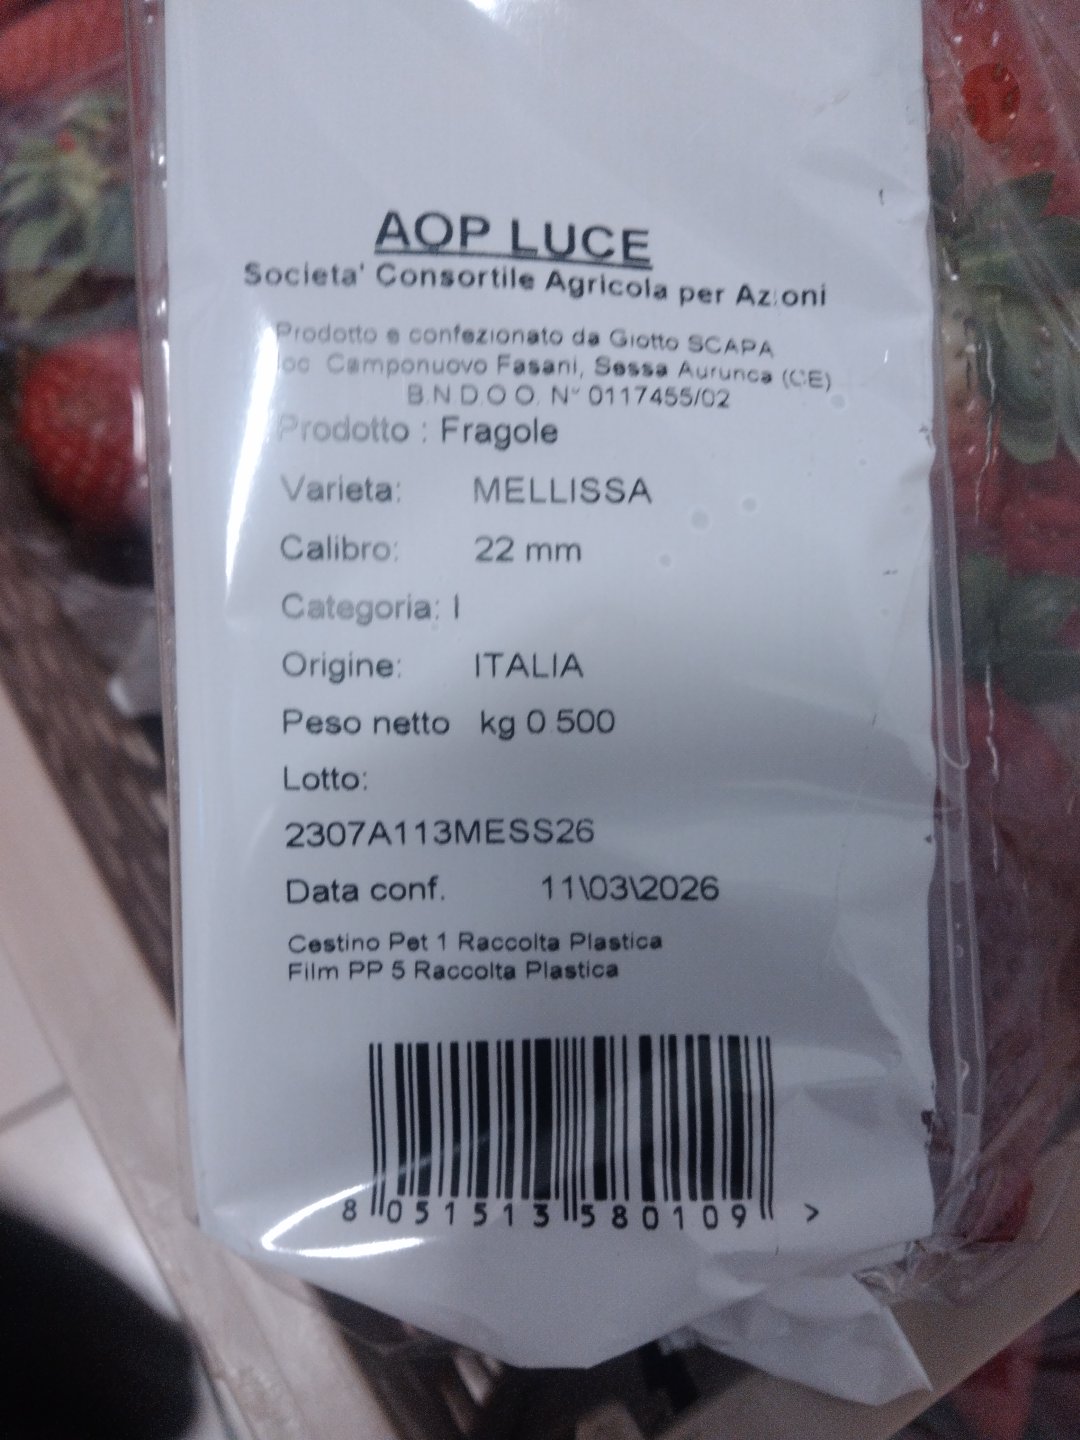 AOP LUCE
Societa' Consortile Agricola per Azioni
Prodotto e confezionato da Giotto SCAPA
loc Camponuovo Fasani, Sessa Aurunca (CE)
B.N.D.O.O. N° 0117455/02
Prodotto : Fragole
Varieta: MELLISSA
Calibro: 22 mm
Categoria: I
Origine: ITALIA
Peso netto kg 0.500
Lotto:
2307A113MESS26
Data conf. 11\03\2026
Cestino Pet 1 Raccolta Plastica
Film PP 5 Raccolta Plastica
8 051513 580109 >